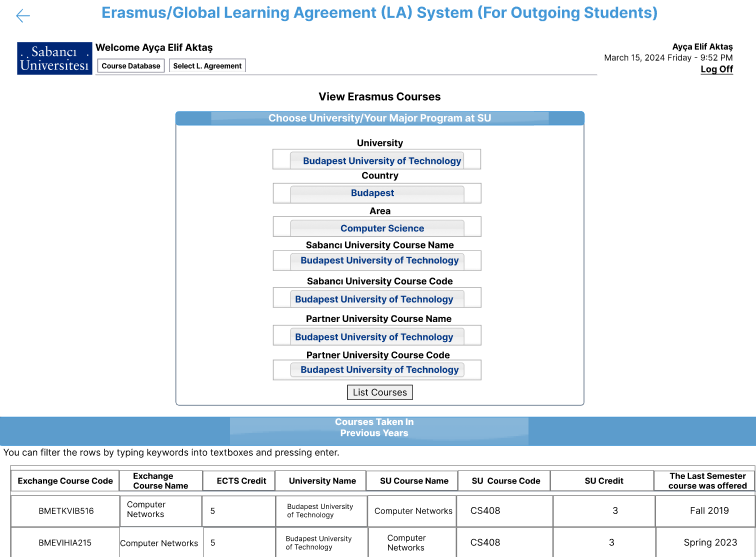 Erasmus/Global Learning Agreement (LA) System (For Outgoing Students)
Sabancı
Üniversitesi
Welcome Ayça Elif Aktaş
Course Database
Select L. Agreement
Ayça Elif Aktaş
March 15, 2024 Friday - 9:52 PM
Log Off
View Erasmus Courses
Choose University/Your Major Program at SU
University
Budapest University of Technology
Country
Budapest
Area
Computer Science
Sabancı University Course Name
Budapest University of Technology
Sabancı University Course Code
Budapest University of Technology
Partner University Course Name
Budapest University of Technology
Partner University Course Code
Budapest University of Technology
List Courses
Courses Taken In
Previous Years
You can filter the rows by typing keywords into textboxes and pressing enter.
Exchange Course Code
Exchange
Course Name
ECTS Credit
University Name
SU Course Name
SU Course Code
SU Credit
The Last Semester
course was offered
BMETKVIB516
Computer
Networks
5
Budapest University
of Technology
Computer Networks
CS408
3
Fall 2019
BMEVIHIA215
Computer Networks
5
Budapest University
of Technology
Computer
Networks
CS408
3
Spring 2023